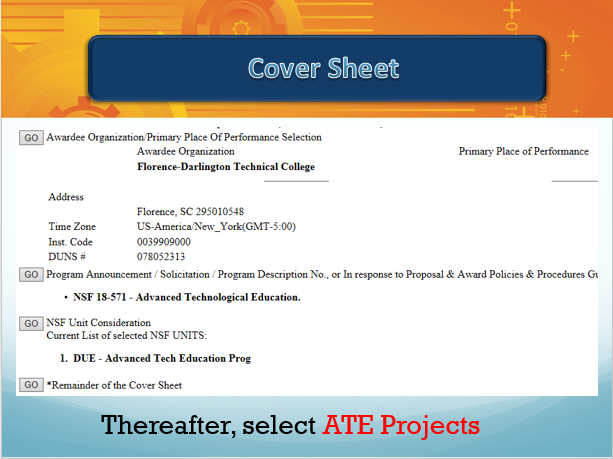 Cover Sheet
GO Awardee Organization/Primary Place Of Performance Selection
Awardee Organization Primary Place of Performance
Florence-Darlington Technical College
Address
Florence, SC 295010548
Time Zone US-America/New_York(GMT-5:00)
Inst. Code 0039909000
DUNS # 078052313
GO Program Announcement / Solicitation / Program Description No., or In response to Proposal & Award Policies & Procedures Gu
• NSF 18-571 - Advanced Technological Education.
GO NSF Unit Consideration
Current List of selected NSF UNITS:
1. DUE - Advanced Tech Education Prog
GO *Remainder of the Cover Sheet
Thereafter, select ATE Projects